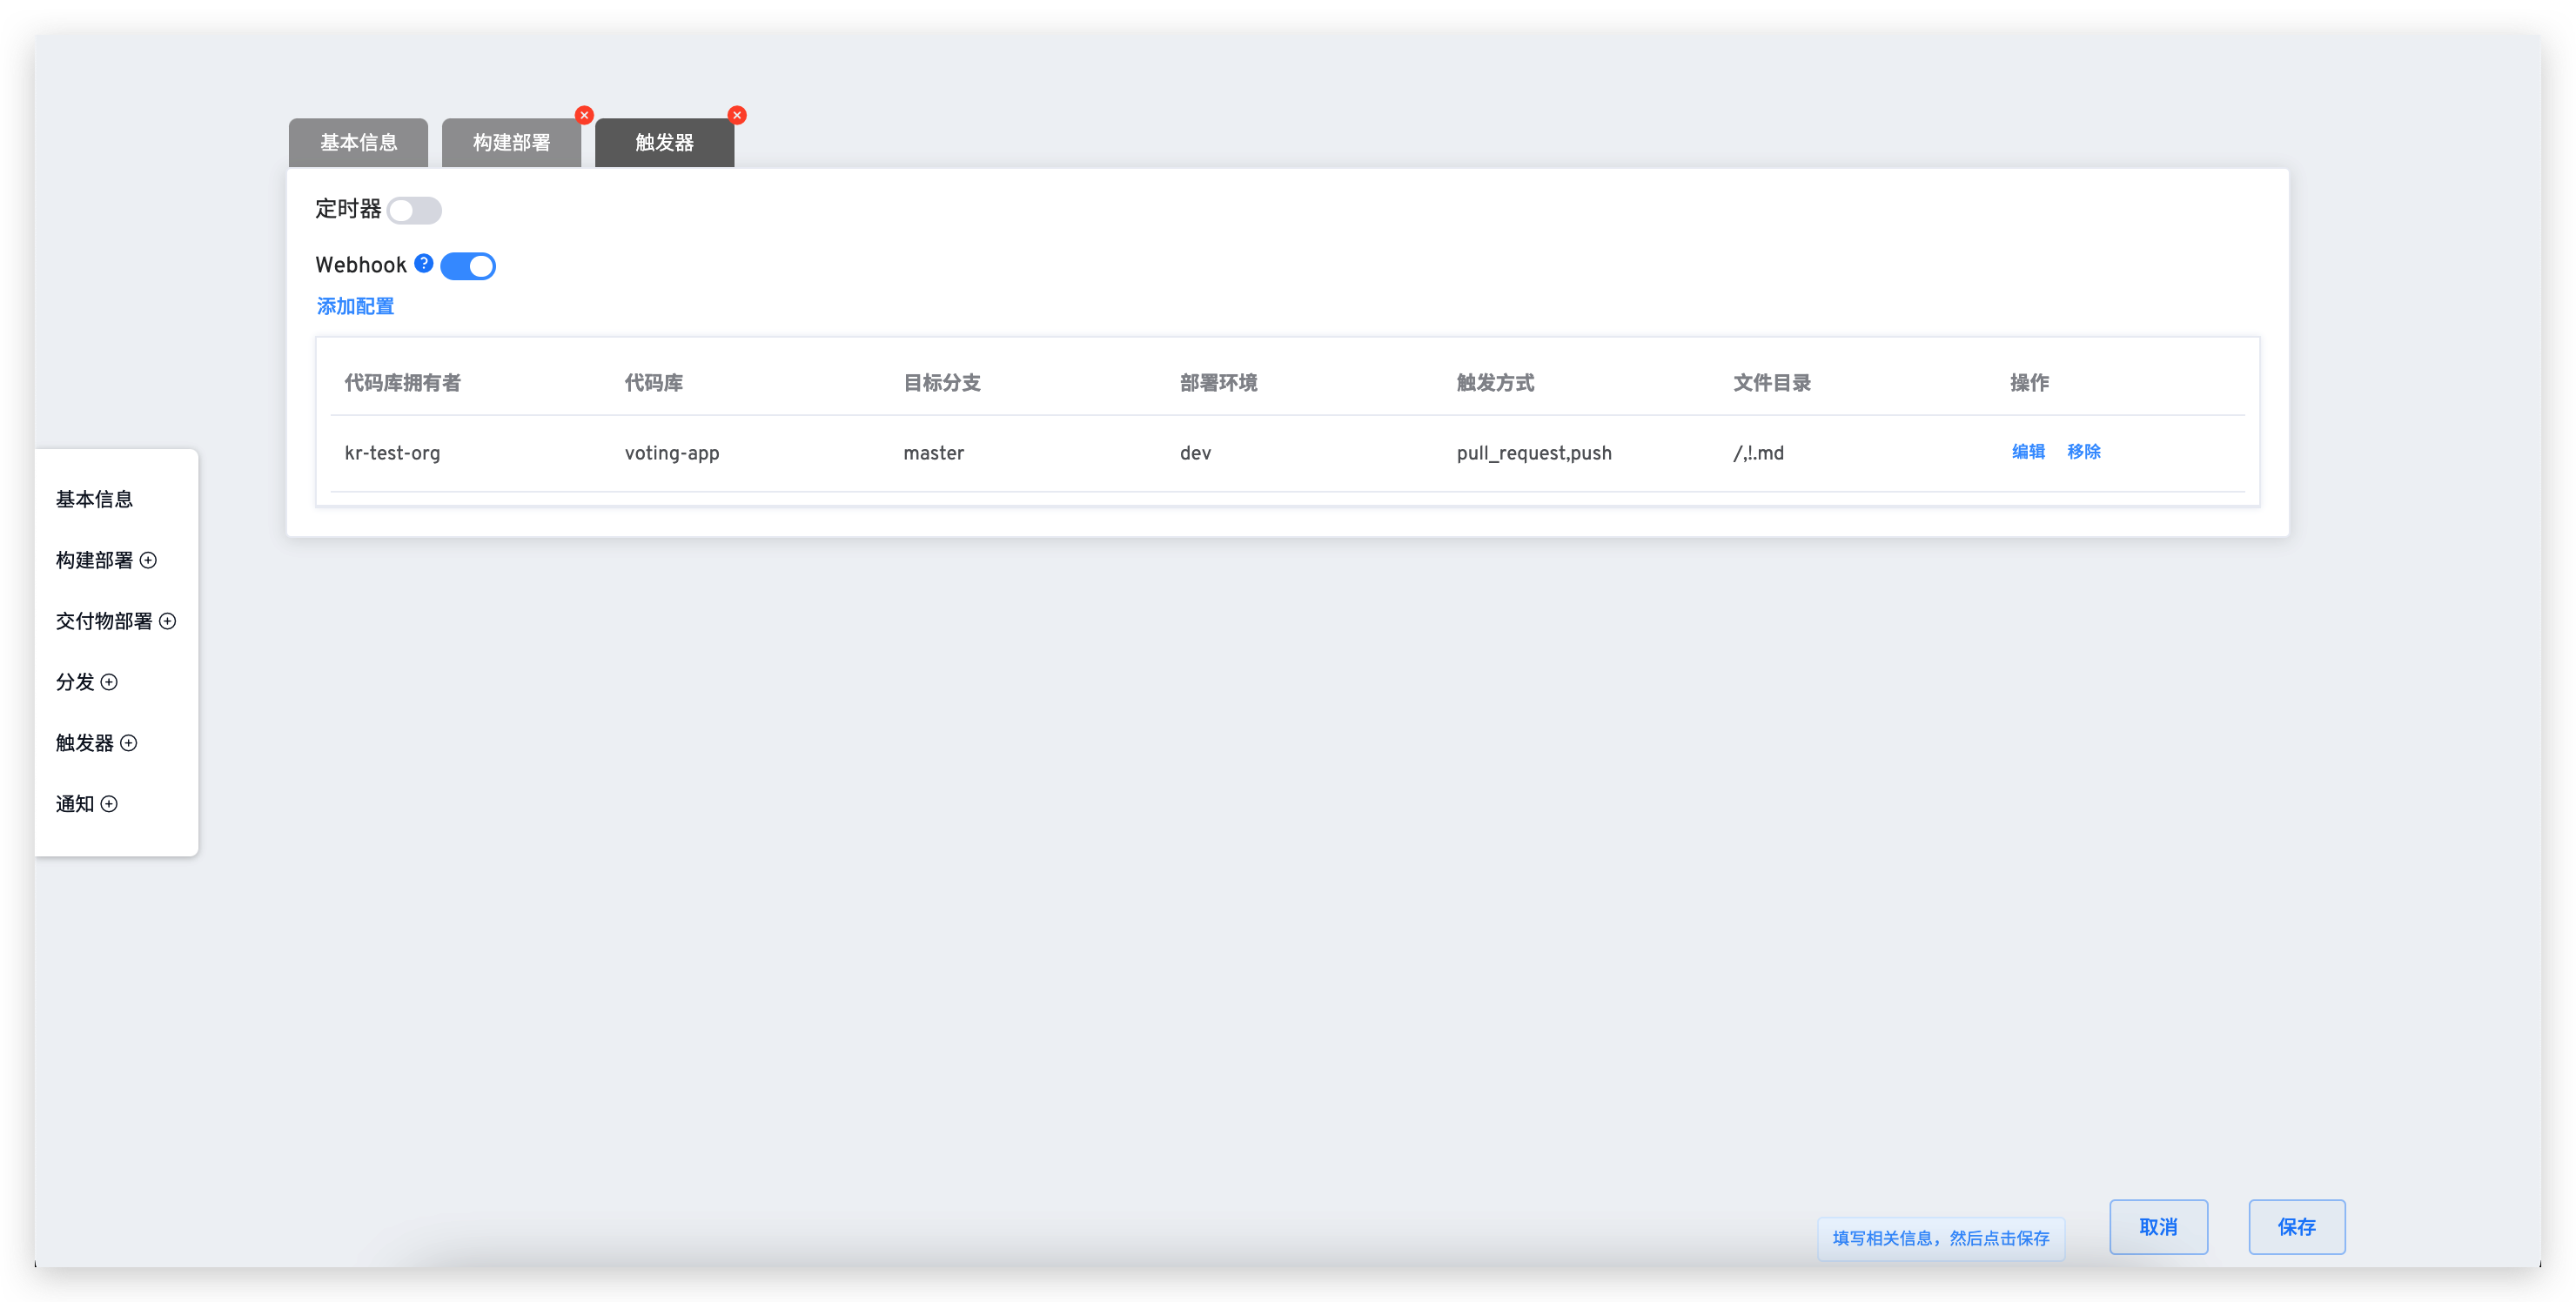 基本信息 构建部署 触发器
定时器
Webhook ?
添加配置
代码库拥有者 代码库 目标分支 部署环境 触发方式 文件目录 操作
kr-test-org voting-app master dev pull_request,push /,!.md 编辑 移除
基本信息
构建部署
交付物部署
分发
触发器
通知
填写相关信息，然后点击保存 取消 保存